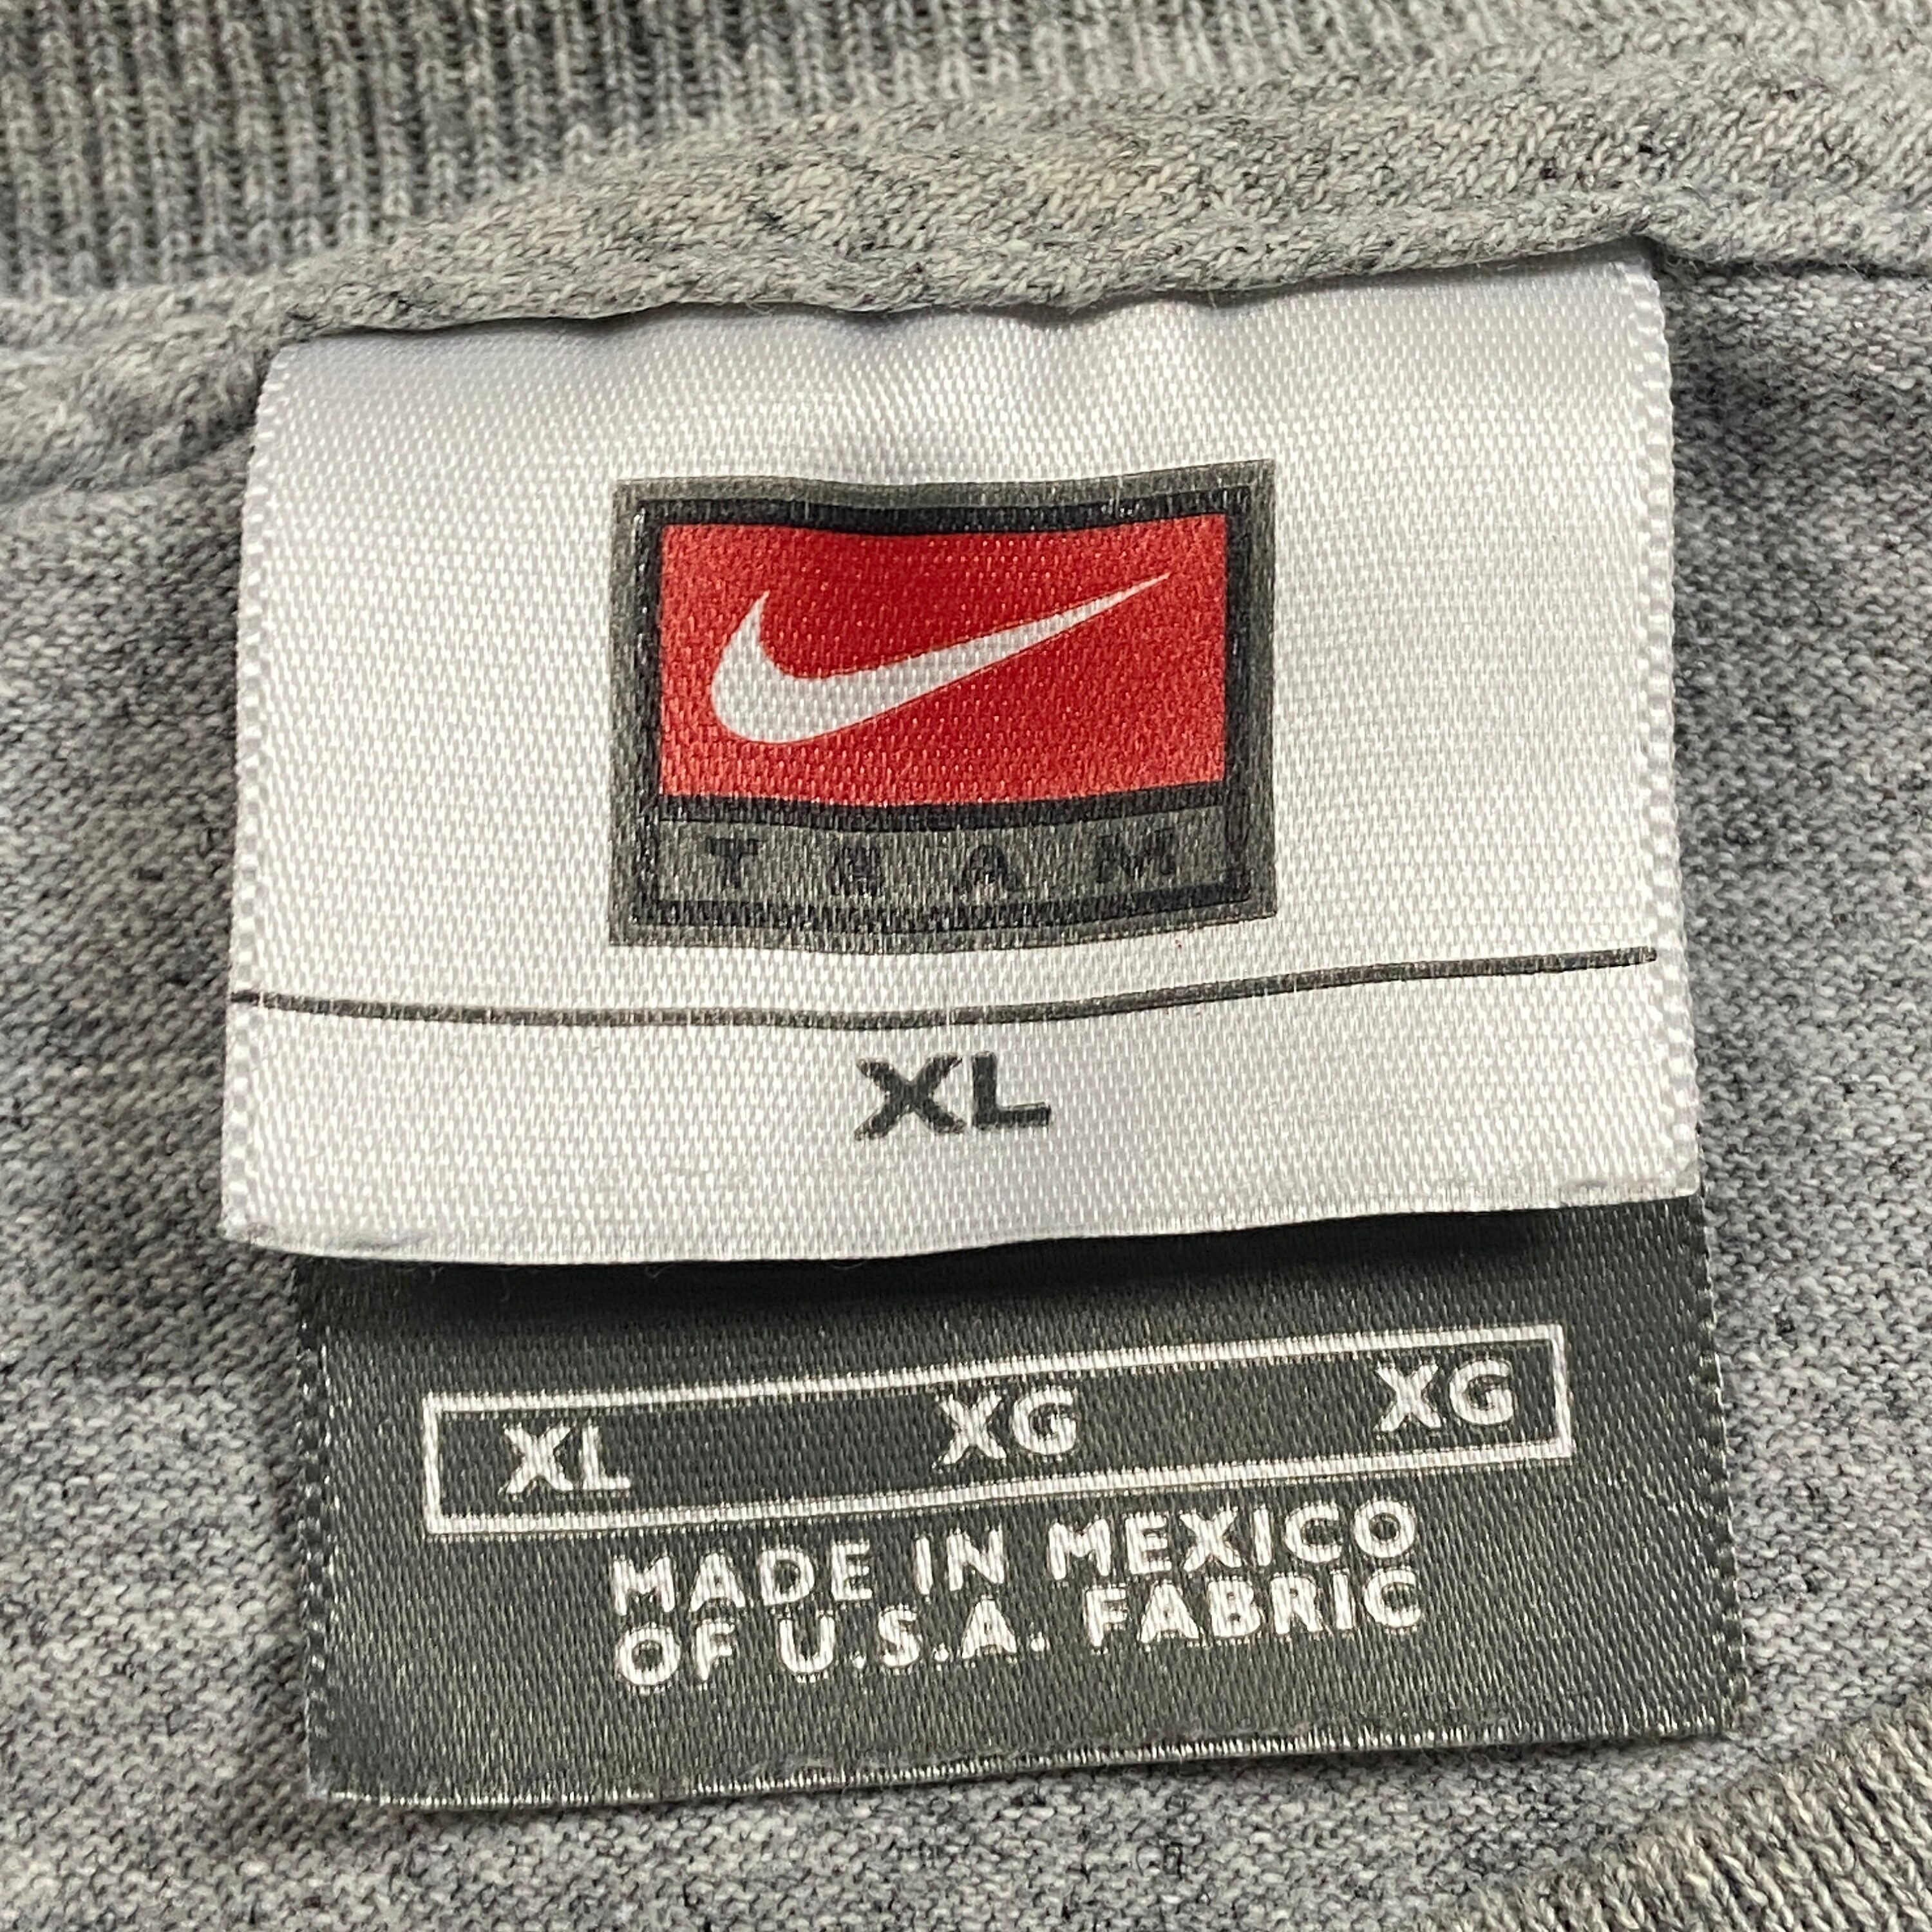 TEAM
XL
XL XG XG
MADE IN MEXICO
OF U.S.A. FABRIC